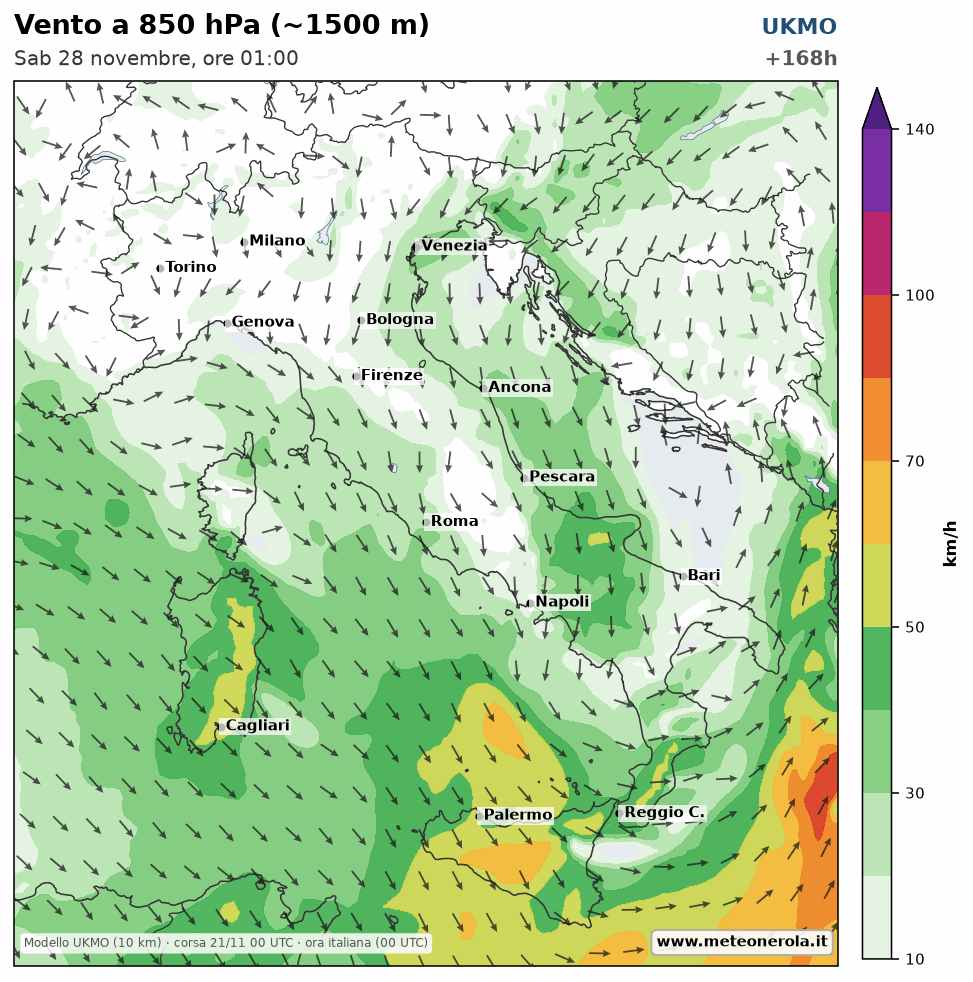 Vento a 850 hPa (~1500 m)
UKMO
Sab 28 novembre, ore 01:00
+168h
140
Venezia
Milano
Torino
100
Bologna
Genova
Firenze
Ancona
70
Pescara
Roma
km/h
Bari
Napoli
50
Cagliari
30
Palermo
Reggio C.
Modello UKMO (10 km) · corsa 21/11 00 UTC · ora italiana (00 UTC)
www.meteonerola.it
10